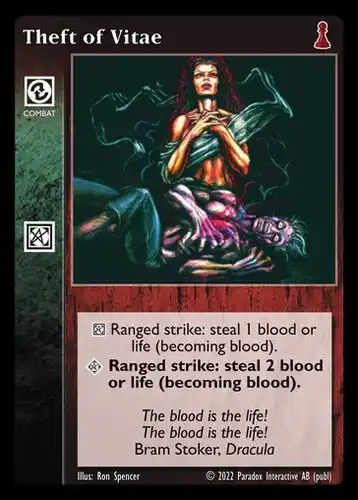 Theft of Vitae
COMBAT
Ranged strike: steal 1 blood or
life (becoming blood).
Ranged strike: steal 2 blood
or life (becoming blood).
The blood is the life!
The blood is the life!
Bram Stoker, Dracula
Illus: Ron Spencer © 2022 Paradox Interactive AB (publ)